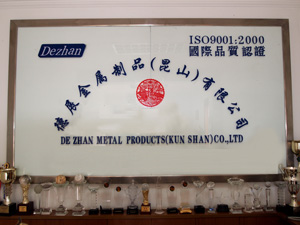 Dezhan
ISO9001:2000
國際品質認證
德展金属制品(昆山)有限公司
DE ZHAN METAL PRODUCTS(KUN SHAN)CO.,LTD